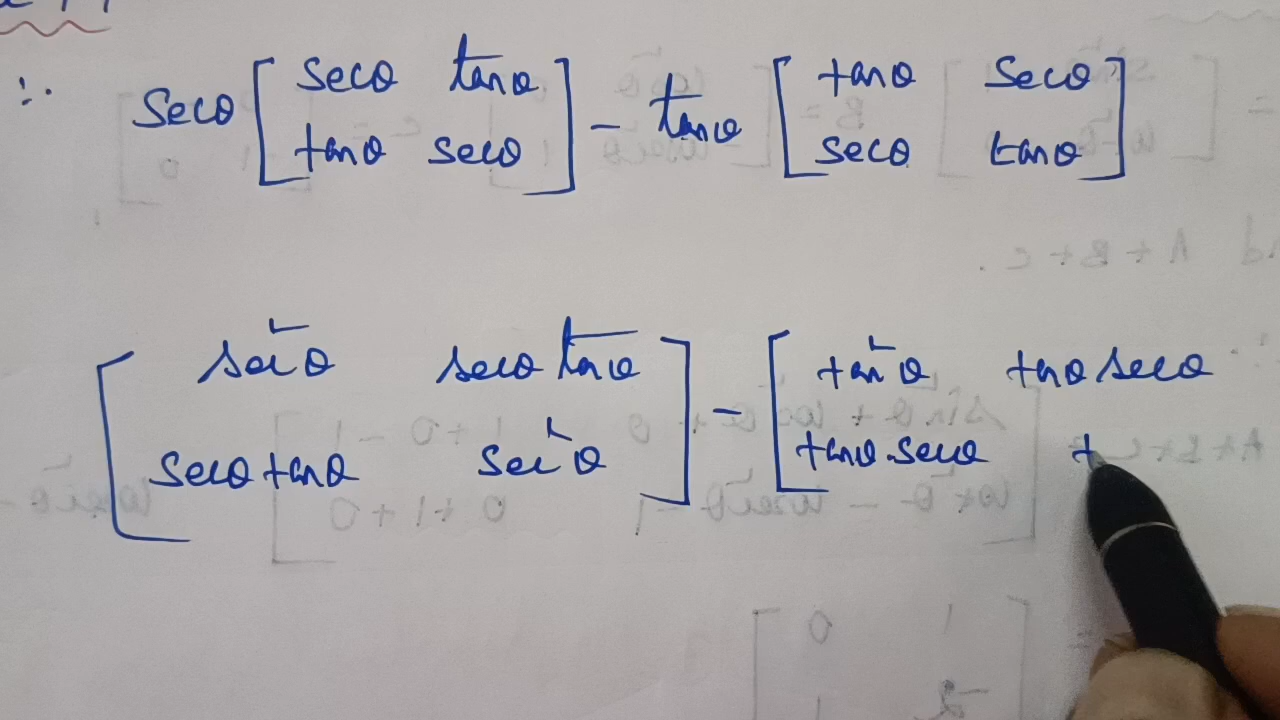 ∴ secθ [ secθ tanθ - tanθ [ tanθ secθ
tanθ secθ ] secθ tanθ ]
[ sec²θ secθ tanθ - [ tan²θ tanθ secθ
secθ tanθ sec²θ ] tanθ.secθ t